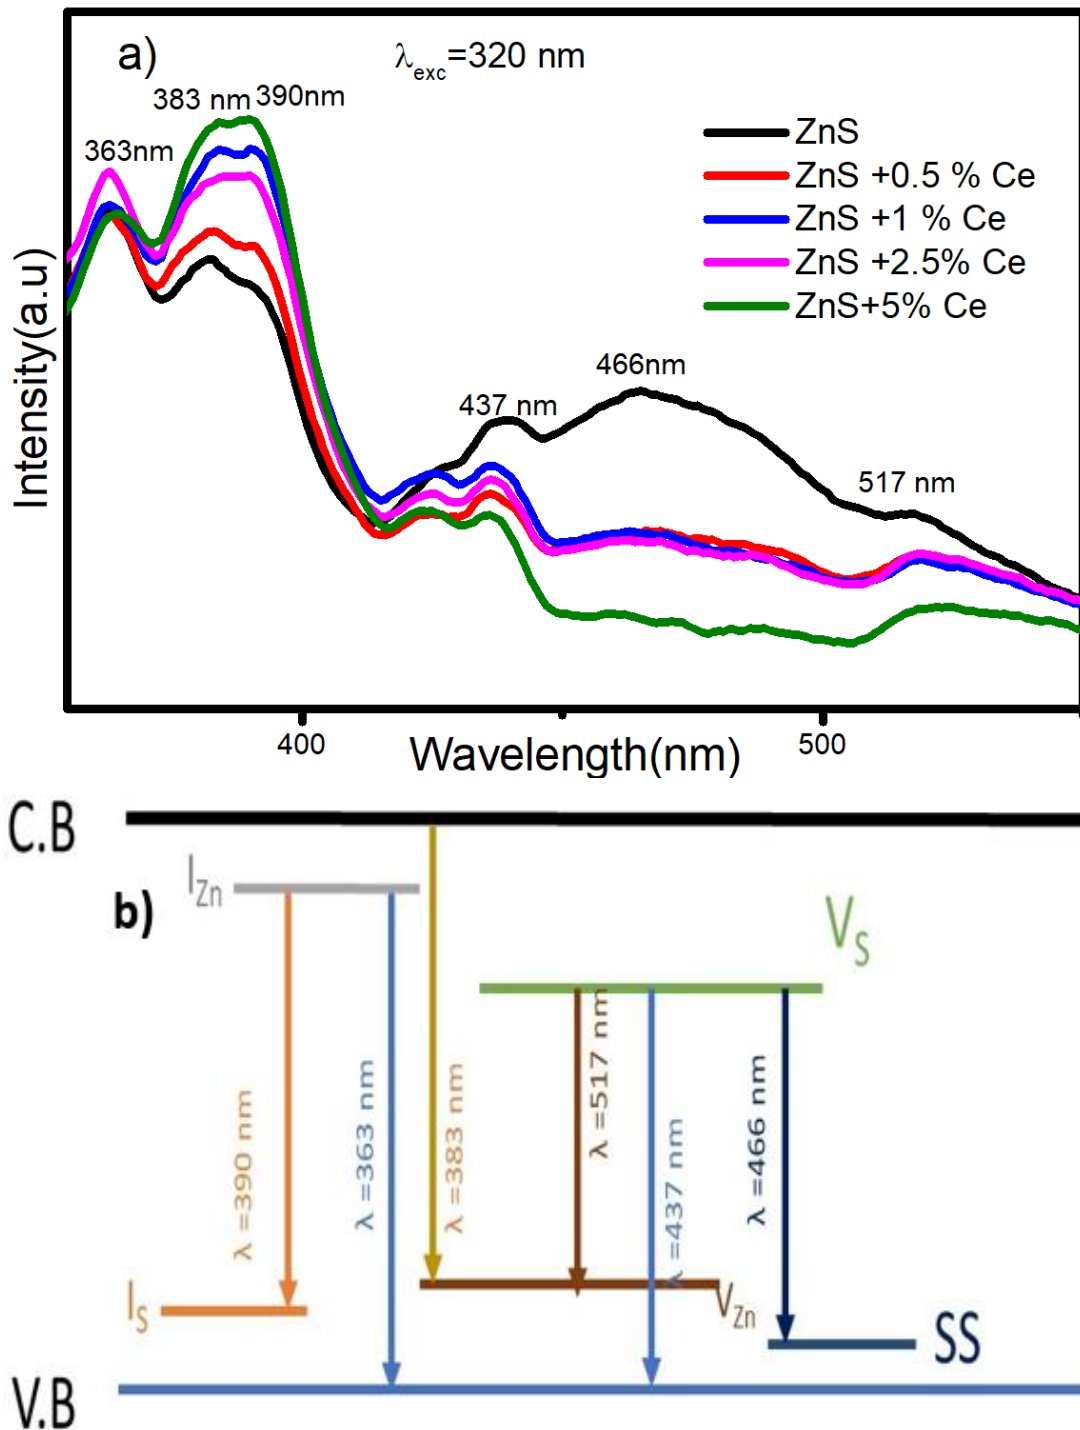 a)
λexc=320 nm
383 nm 390nm
363nm
ZnS
ZnS +0.5 % Ce
ZnS +1 % Ce
ZnS +2.5% Ce
ZnS+5% Ce
466nm
437 nm
517 nm
Intensity(a.u)
400
500
Wavelength(nm)
C.B
IZn
b)
VS
λ =390 nm
λ =363 nm
λ =383 nm
λ =517 nm
λ =437 nm
λ =466 nm
IS
VZn
SS
V.B